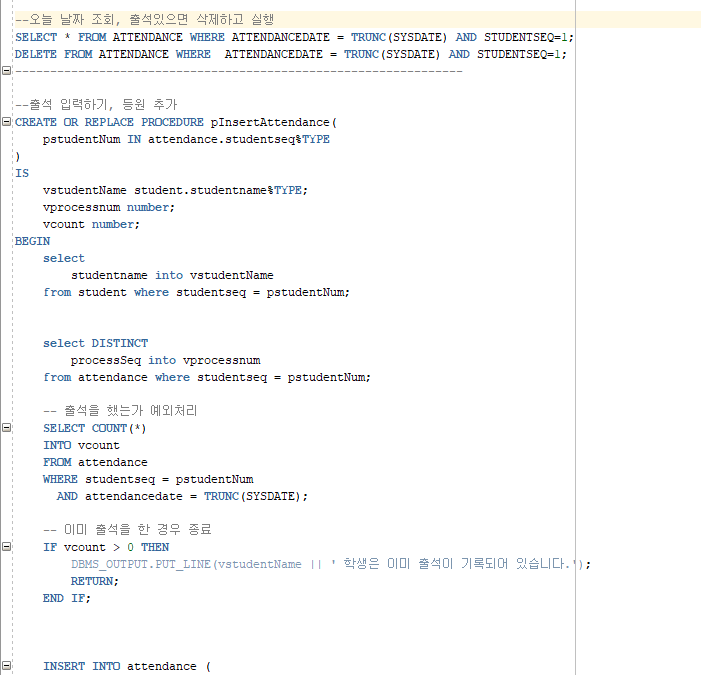 --오늘 날짜 조회, 출석있으면 삭제하고 실행
SELECT * FROM ATTENDANCE WHERE ATTENDANCEDATE = TRUNC(SYSDATE) AND STUDENTSEQ=1;
DELETE FROM ATTENDANCE WHERE  ATTENDANCEDATE = TRUNC(SYSDATE) AND STUDENTSEQ=1;
----------------------------------------------------------------
--출석 입력하기, 등원 추가
CREATE OR REPLACE PROCEDURE pInsertAttendance(
    pstudentNum IN attendance.studentseq%TYPE
)
IS
    vstudentName student.studentname%TYPE;
    vprocessnum number;
    vcount number;
BEGIN
    select
        studentname into vstudentName
    from student where studentseq = pstudentNum;
    select DISTINCT
        processSeq into vprocessnum
    from attendance where studentseq = pstudentNum;
    -- 출석을 했는가 예외처리
    SELECT COUNT(*)
    INTO vcount
    FROM attendance
    WHERE studentseq = pstudentNum
      AND attendancedate = TRUNC(SYSDATE);
    -- 이미 출석을 한 경우 종료
    IF vcount > 0 THEN
        DBMS_OUTPUT.PUT_LINE(vstudentName || ' 학생은 이미 출석이 기록되어 있습니다.');
        RETURN;
    END IF;
    INSERT INTO attendance (